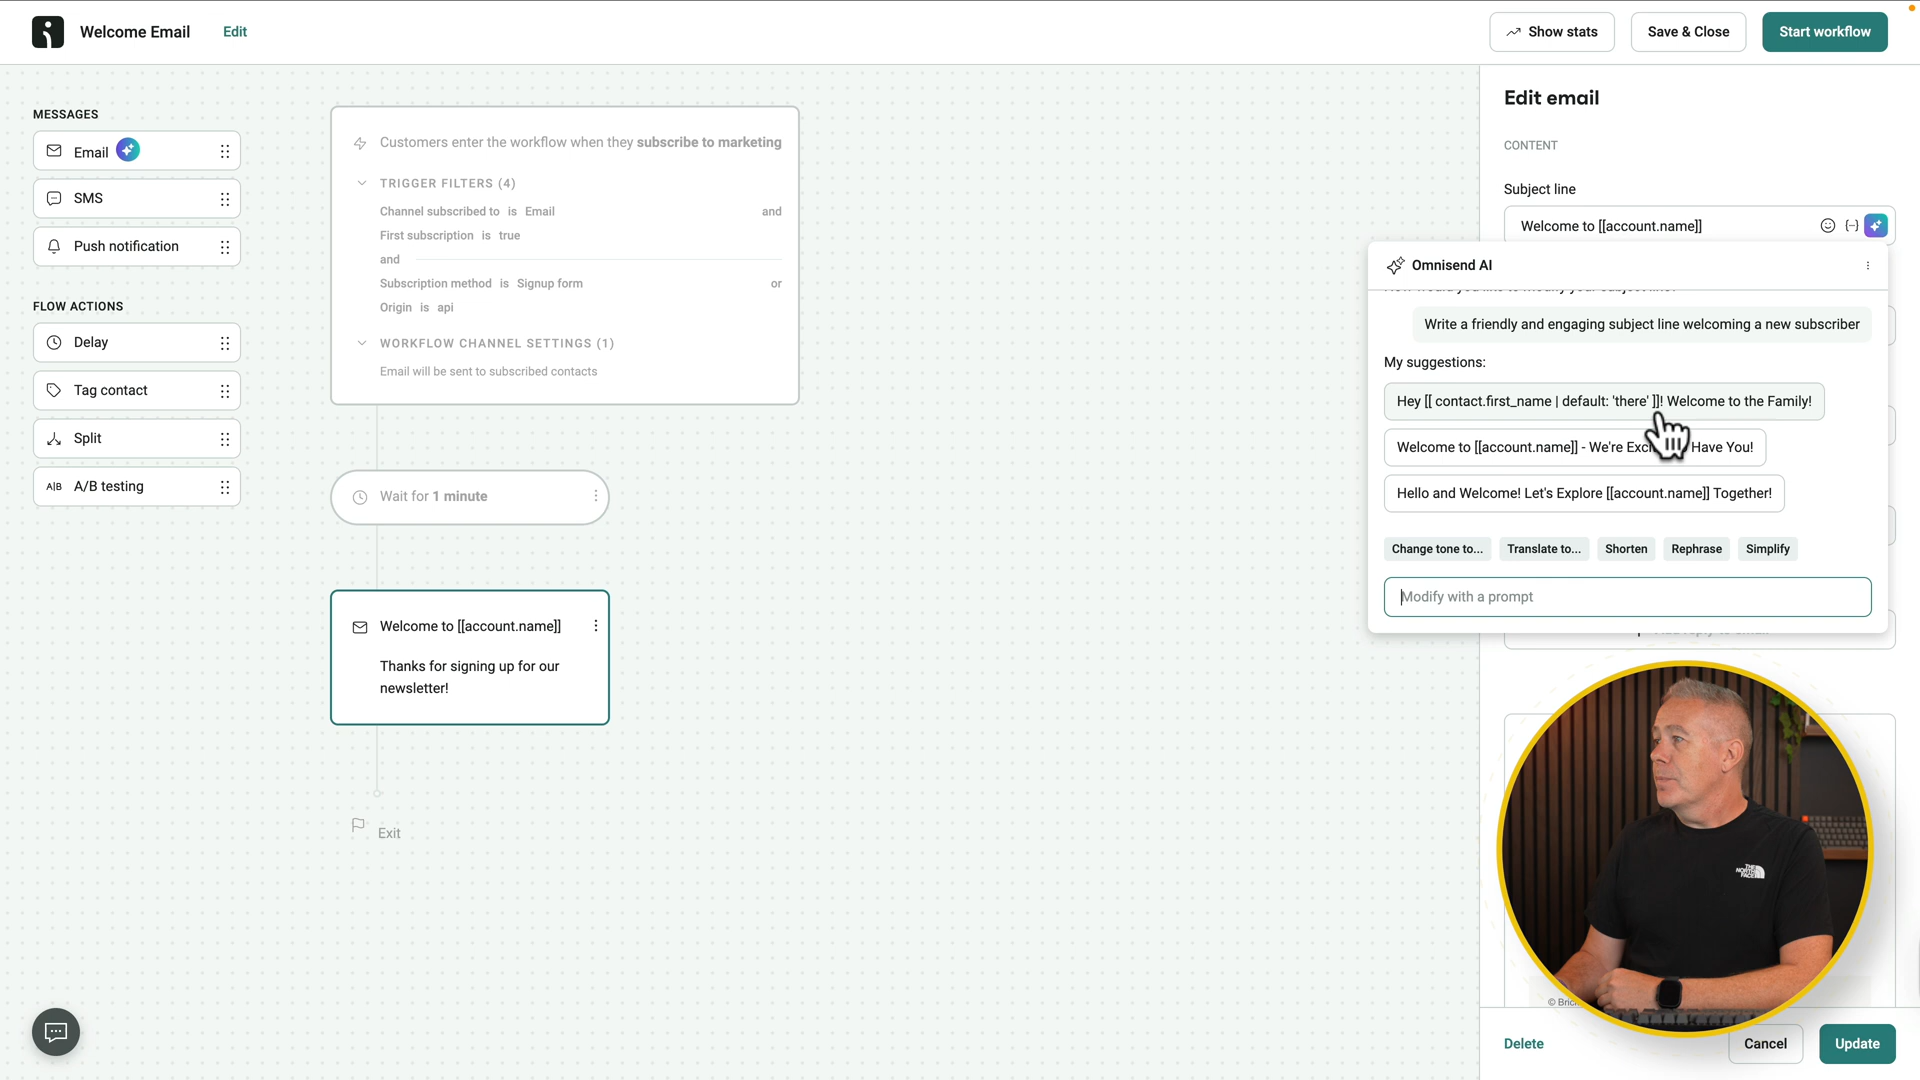 Welcome Email
Edit
Show stats
Save & Close
Start workflow
MESSAGES
Email
SMS
Push notification
FLOW ACTIONS
Delay
Tag contact
Split
A/B
A/B testing
Customers enter the workflow when they subscribe to marketing
TRIGGER FILTERS (4)
Channel subscribed to is Email and
First subscription is true
and
Subscription method is Signup form or
Origin is api
WORKFLOW CHANNEL SETTINGS (1)
Email will be sent to subscribed contacts
Wait for 1 minute
Welcome to [[account.name]]
Thanks for signing up for our
newsletter!
Exit
Edit email
CONTENT
Subject line
Welcome to [[account.name]]
Omnisend AI
Write a friendly and engaging subject line welcoming a new subscriber
My suggestions:
Hey [[ contact.first_name | default: 'there' ]]! Welcome to the Family!
Welcome to [[account.name]] - We're Have You!
Hello and Welcome! Let's Explore [[account.name]] Together!
Change tone to...
Translate to...
Shorten
Rephrase
Simplify
Modify with a prompt
THE
NORTH
FACE
Delete
Cancel
Update